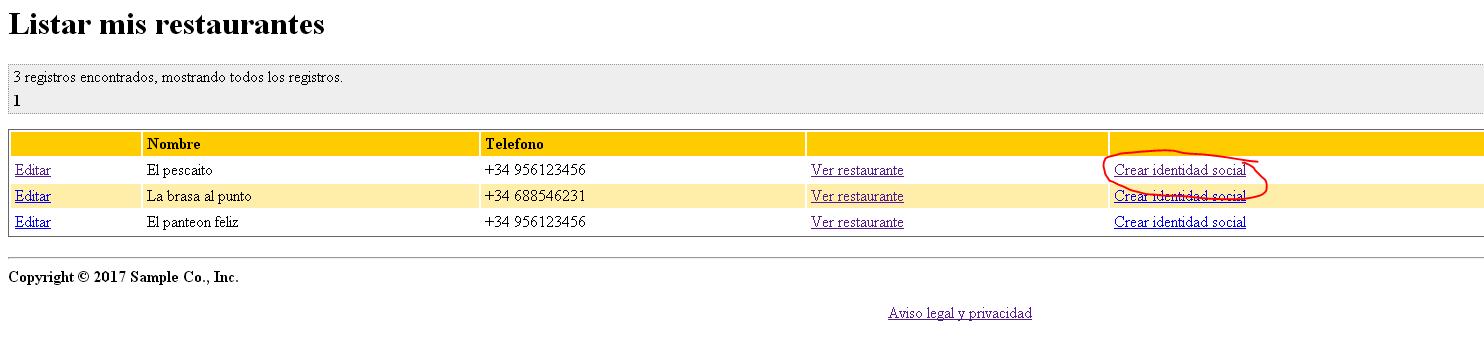 Listar mis restaurantes
3 registros encontrados, mostrando todos los registros.
1
Nombre Telefono
Editar El pescaito +34 956123456 Ver restaurante Crear identidad social
Editar La brasa al punto +34 688546231 Ver restaurante Crear identidad social
Editar El panteon feliz +34 956123456 Ver restaurante Crear identidad social
Copyright © 2017 Sample Co., Inc.
Aviso legal y privacidad